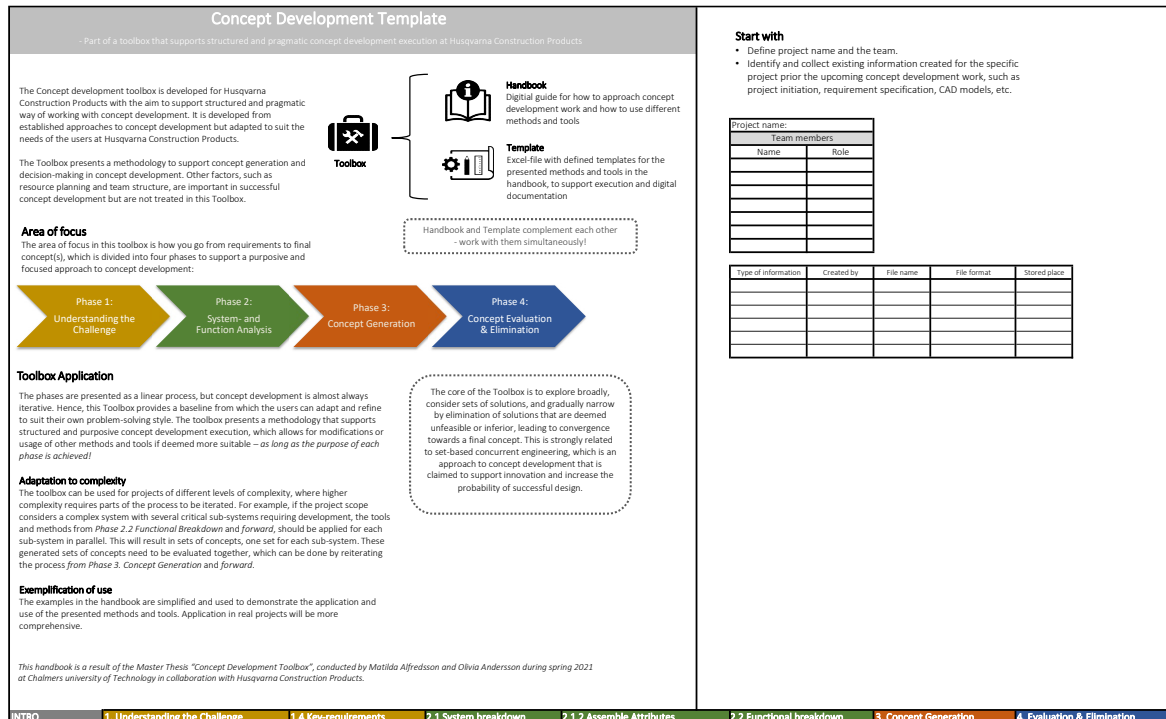 Concept Development Template
- Part of a toolbox that supports structured and pragmatic concept development execution at Husqvarna Construction Products
The Concept development toolbox is developed for Husqvarna
Construction Products with the aim to support structured and pragmatic
way of working with concept development. It is developed from
established approaches to concept development but adapted to suit the
needs of the users at Husqvarna Construction Products.
The Toolbox presents a methodology to support concept generation and
decision-making in concept development. Other factors, such as
resource planning and team structure, are important in successful
concept development but are not treated in this Toolbox.
Toolbox
Handbook
Digitial guide for how to approach concept
development work and how to use different
methods and tools
Template
Excel-file with defined templates for the
presented methods and tools in the
handbook, to support execution and digital
documentation
Handbook and Template complement each other
- work with them simultaneously!
Area of focus
The area of focus in this toolbox is how you go from requirements to final
concept(s), which is divided into four phases to support a purposive and
focused approach to concept development:
Phase 1:
Understanding the
Challenge
Phase 2:
System- and
Function Analysis
Phase 3:
Concept Generation
Phase 4:
Concept Evaluation
& Elimination
Toolbox Application
The phases are presented as a linear process, but concept development is almost always
iterative. Hence, this Toolbox provides a baseline from which the users can adapt and refine
to suit their own problem-solving style. The toolbox presents a methodology that supports
structured and purposive concept development execution, which allows for modifications or
usage of other methods and tools if deemed more suitable – as long as the purpose of each
phase is achieved!
Adaptation to complexity
The toolbox can be used for projects of different levels of complexity, where higher
complexity requires parts of the process to be iterated. For example, if the project scope
considers a complex system with several critical sub-systems requiring development, the tools
and methods from Phase 2.2 Functional Breakdown and forward, should be applied for each
sub-system in parallel. This will result in sets of concepts, one set for each sub-system. These
generated sets of concepts need to be evaluated together, which can be done by reiterating
the process from Phase 3. Concept Generation and forward.
Exemplification of use
The examples in the handbook are simplified and used to demonstrate the application and
use of the presented methods and tools. Application in real projects will be more
comprehensive.
The core of the Toolbox is to explore broadly,
consider sets of solutions, and gradually narrow
by elimination of solutions that are deemed
unfeasible or inferior, leading to convergence
towards a final concept. This is strongly related
to set-based concurrent engineering, which is an
approach to concept development that is
claimed to support innovation and increase the
probability of successful design.
This handbook is a result of the Master Thesis "Concept Development Toolbox", conducted by Matilda Alfredsson and Olivia Andersson during spring 2021
at Chalmers university of Technology in collaboration with Husqvarna Construction Products.
Start with
• Define project name and the team.
• Identify and collect existing information created for the specific
project prior the upcoming concept development work, such as
project initiation, requirement specification, CAD models, etc.
Project name:
Team members
Name Role
Type of information Created by File name File format Stored place
INTRO 1. Understanding the Challenge 1.4 Key-requirements 2.1 System breakdown 2.1.2 Assemble Attributes 2.2 Functional breakdown 3. Concept Generation 4. Evaluation & Elimination